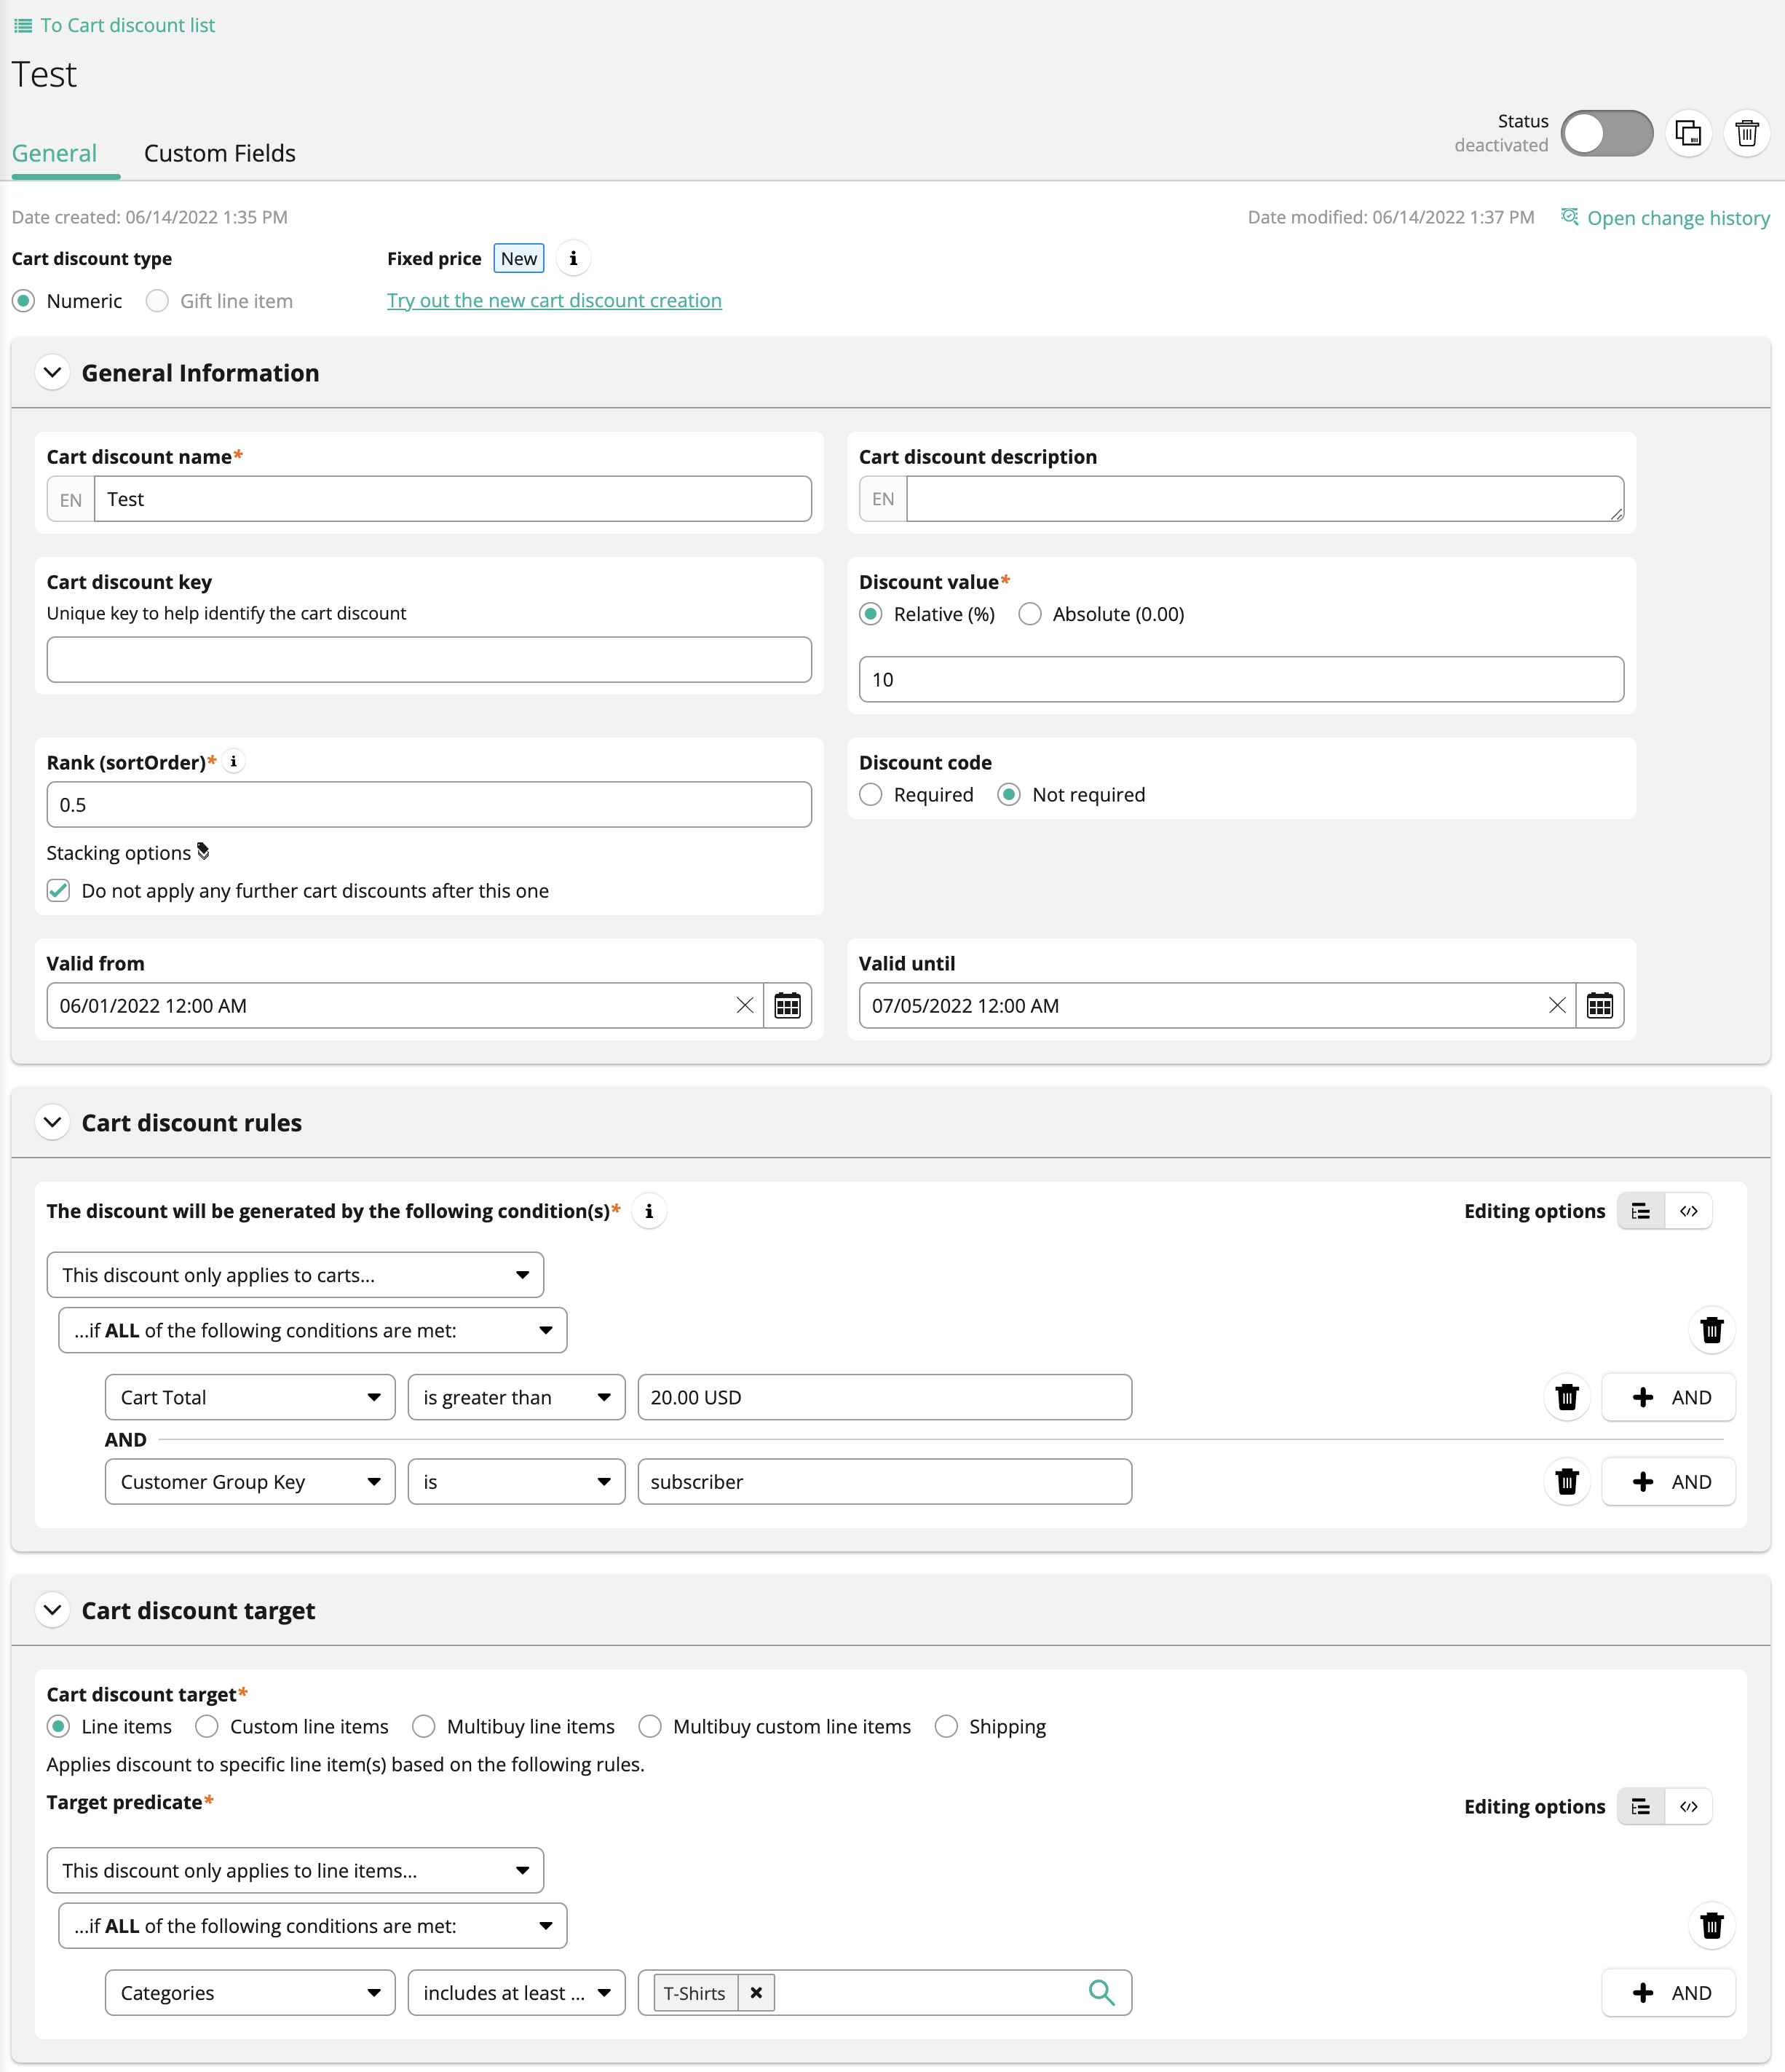 To Cart discount list
Test
Status
deactivated
General Custom Fields
Date created: 06/14/2022 1:35 PM Date modified: 06/14/2022 1:37 PM Open change history
Cart discount type Fixed price New i
Numeric Gift line item Try out the new cart discount creation
General Information
Cart discount name* Cart discount description
EN Test EN
Cart discount key Discount value*
Unique key to help identify the cart discount Relative (%) Absolute (0.00)
10
Rank (sortOrder)* i Discount code
0.5 Required Not required
Stacking options
Do not apply any further cart discounts after this one
Valid from Valid until
06/01/2022 12:00 AM 07/05/2022 12:00 AM
Cart discount rules
The discount will be generated by the following condition(s)* i Editing options </>
This discount only applies to carts...
...if ALL of the following conditions are met:
Cart Total is greater than 20.00 USD + AND
AND
Customer Group Key is subscriber + AND
Cart discount target
Cart discount target*
Line items Custom line items Multibuy line items Multibuy custom line items Shipping
Applies discount to specific line item(s) based on the following rules.
Target predicate* Editing options </>
This discount only applies to line items...
...if ALL of the following conditions are met:
Categories includes at least ... T-Shirts + AND